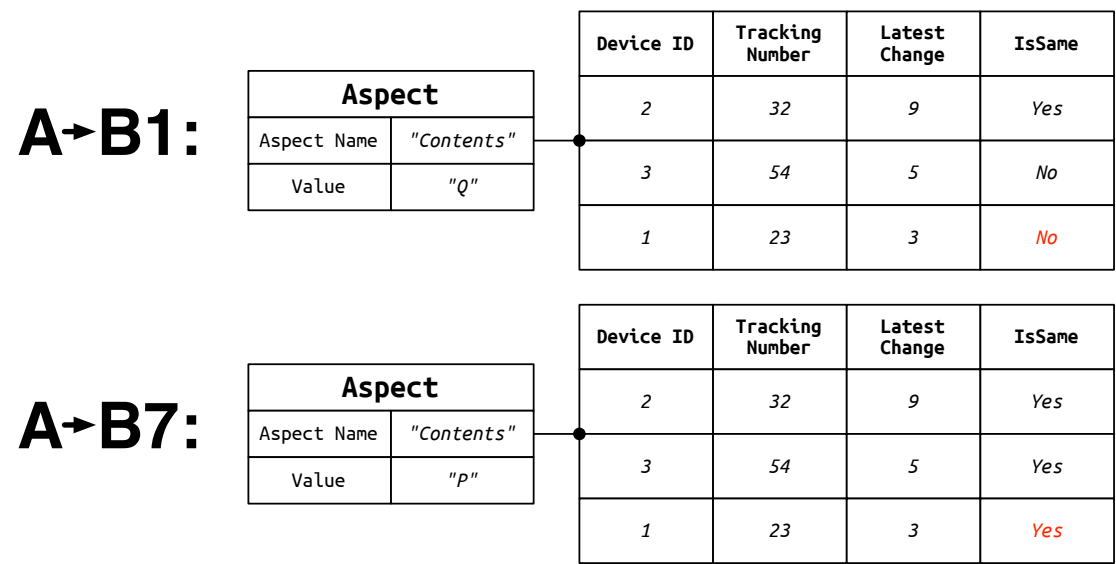 A→B1:
Aspect
Aspect Name "Contents"
Value "Q"
Device ID Tracking Number Latest Change IsSame
2 32 9 Yes
3 54 5 No
1 23 3 No
A→B7:
Aspect
Aspect Name "Contents"
Value "P"
Device ID Tracking Number Latest Change IsSame
2 32 9 Yes
3 54 5 Yes
1 23 3 Yes